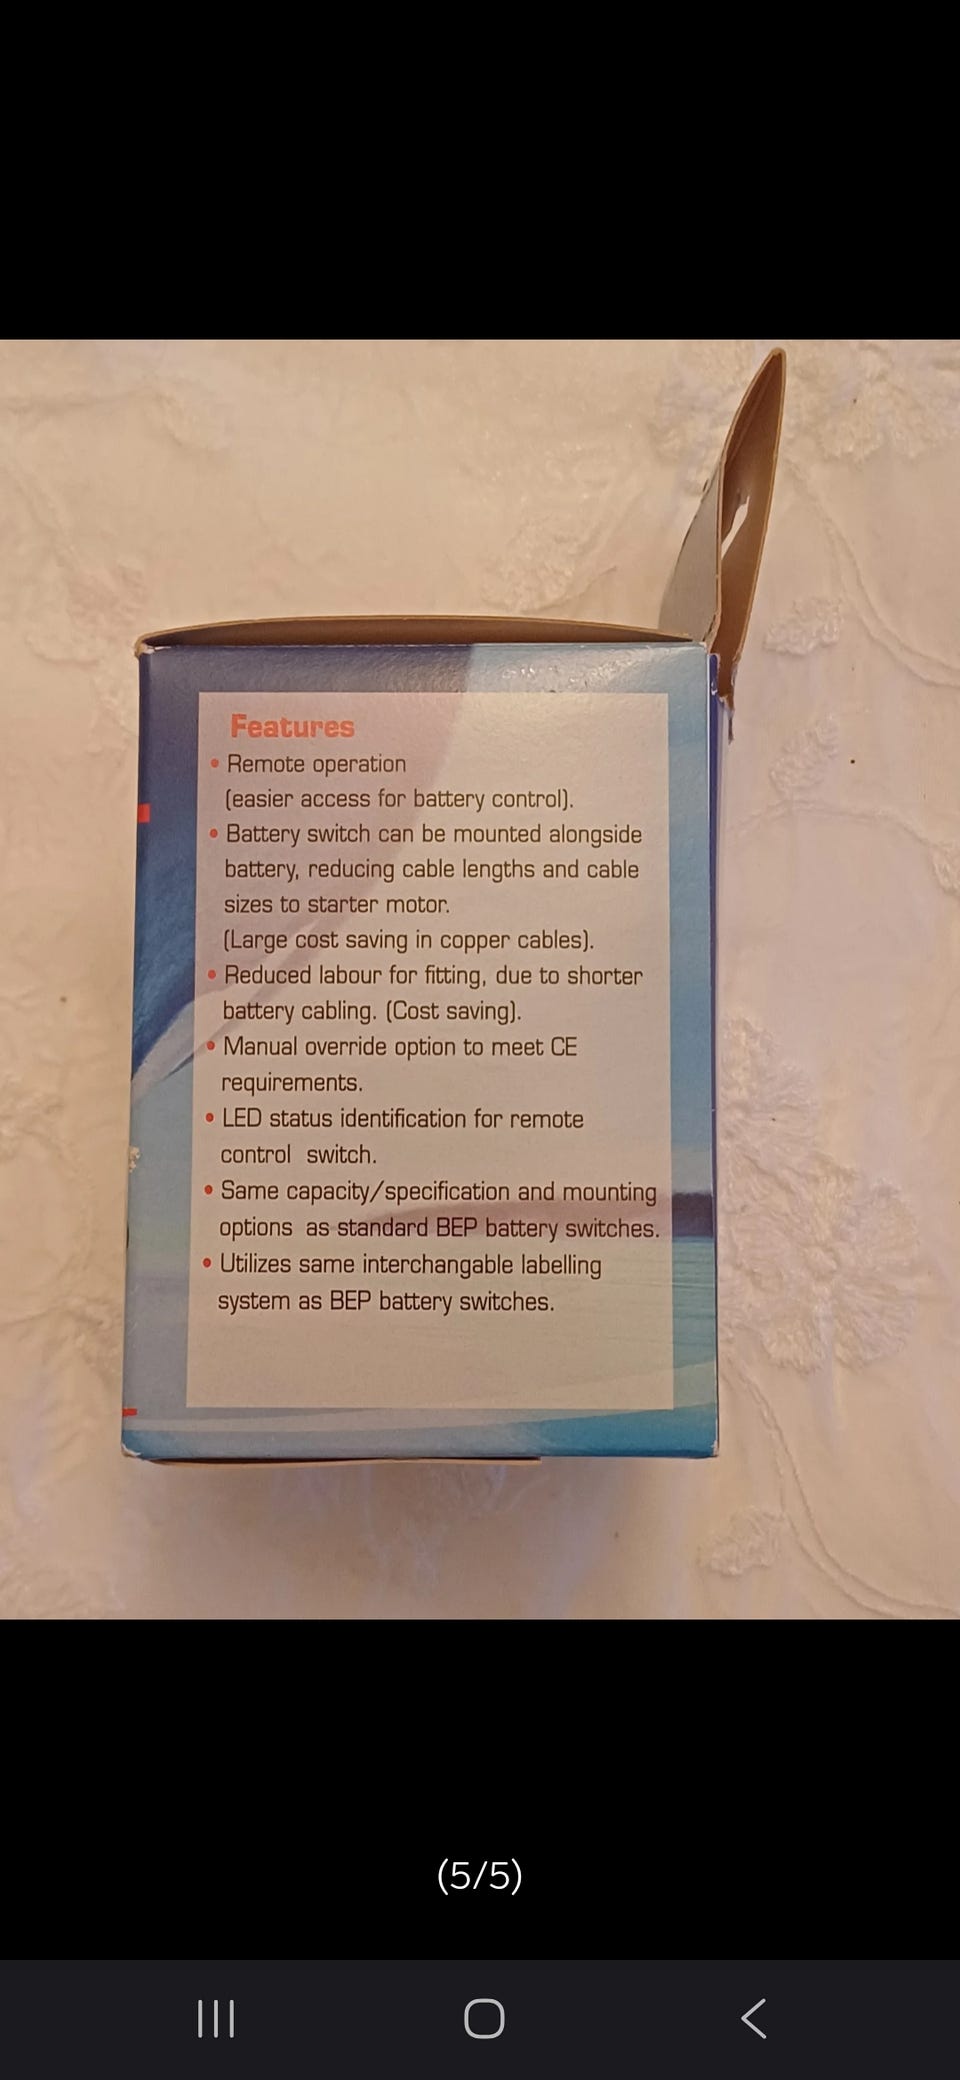 Features
• Remote operation
(easier access for battery control).
• Battery switch can be mounted alongside
battery, reducing cable lengths and cable
sizes to starter motor.
(Large cost saving in copper cables).
• Reduced labour for fitting, due to shorter
battery cabling. (Cost saving).
• Manual override option to meet CE
requirements.
• LED status identification for remote
control switch.
• Same capacity/specification and mounting
options as standard BEP battery switches.
• Utilizes same interchangable labelling
system as BEP battery switches.
(5/5)